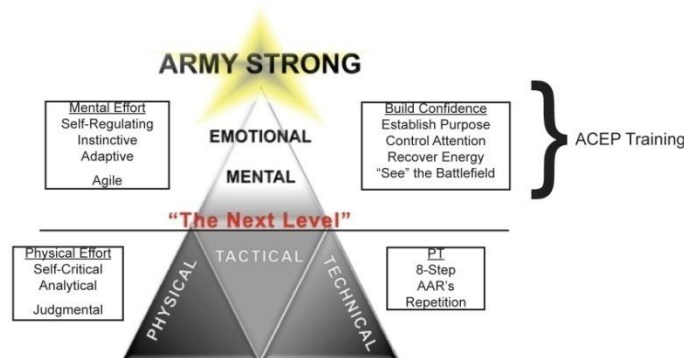 ARMY STRONG
Mental Effort
Self-Regulating
Instinctive
Adaptive
Agile
EMOTIONAL
MENTAL
Build Confidence
Establish Purpose
Control Attention
Recover Energy
“See” the Battlefield
ACEP Training
“The Next Level”
Physical Effort
Self-Critical
Analytical
Judgmental
PHYSICAL
TACTICAL
TECHNICAL
PT
8-Step
AAR’s
Repetition